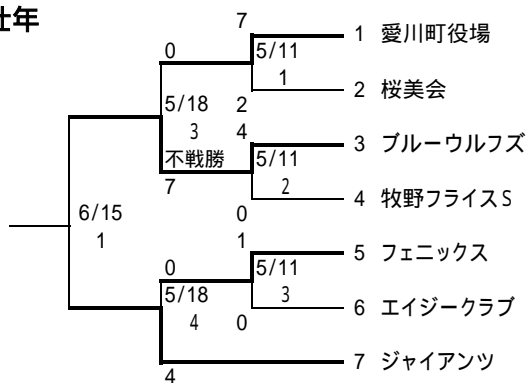 壮年
7
1 愛川町役場
0 5/11
1
2 桜美会
5/18 2
3 4
3 ブルーウルフズ
不戦勝 5/11
7 2
4 牧野フライスS
6/15 0
1 1
5 フェニックス
0 5/11
5/18 3
6 エイジークラブ
4 0
7 ジャイアンツ
4